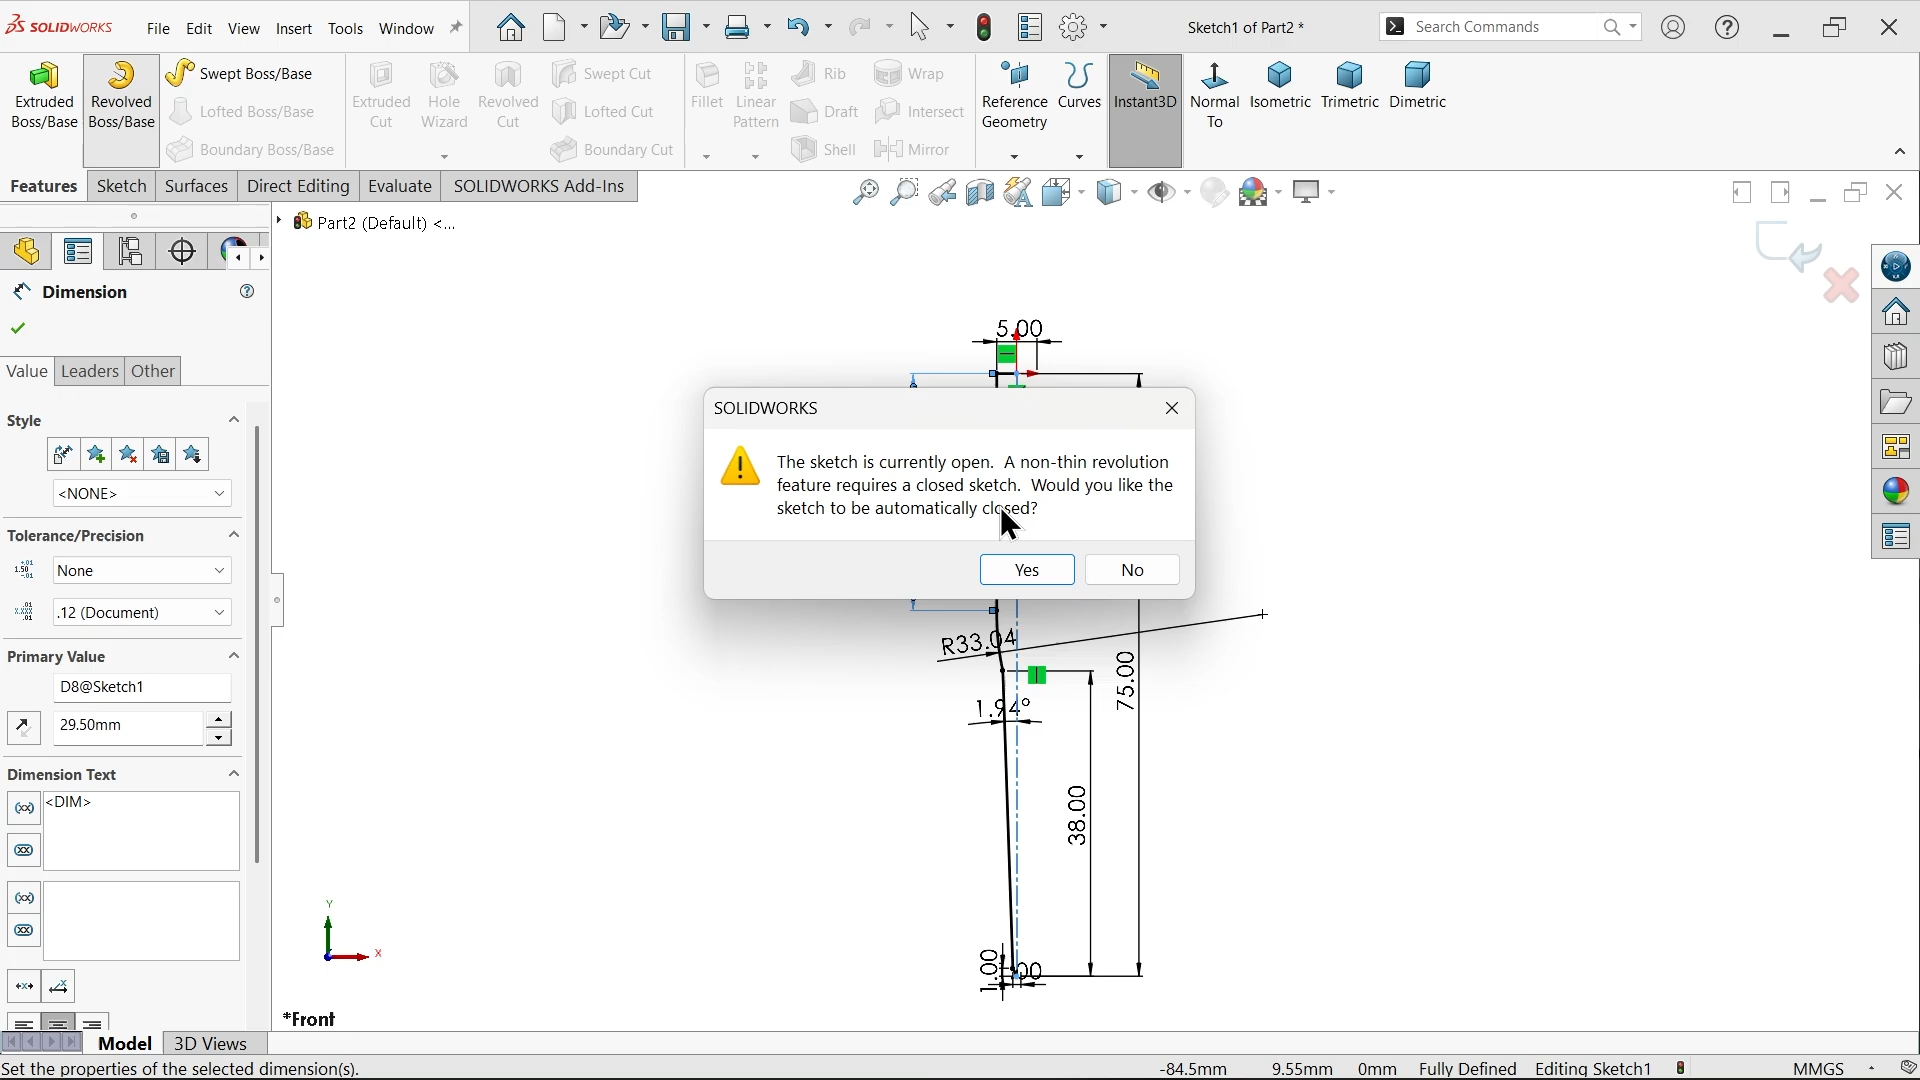 SOLIDWORKS
File Edit View Insert Tools Window
Sketch1 of Part2 *
Search Commands
Extruded Boss/Base
Revolved Boss/Base
Swept Boss/Base
Lofted Boss/Base
Boundary Boss/Base
Extruded Cut
Hole Wizard
Revolved Cut
Swept Cut
Lofted Cut
Boundary Cut
Fillet
Linear Pattern
Rib
Draft
Shell
Wrap
Intersect
Mirror
Reference Geometry
Curves
Instant3D
Normal To
Isometric
Trimetric
Dimetric
Features Sketch Surfaces Direct Editing Evaluate SOLIDWORKS Add-Ins
Part2 (Default) <...
Dimension
Value Leaders Other
Style
<NONE>
Tolerance/Precision
None
.12 (Document)
Primary Value
D8@Sketch1
29.50mm
Dimension Text
<DIM>
5.00
SOLIDWORKS
The sketch is currently open. A non-thin revolution
feature requires a closed sketch. Would you like the
sketch to be automatically closed?
Yes No
R33.04
1.94°
75.00
38.00
1.00
Y
X
*Front
Model 3D Views
Set the properties of the selected dimension(s).
-84.5mm 9.55mm 0mm Fully Defined Editing Sketch1 MMGS